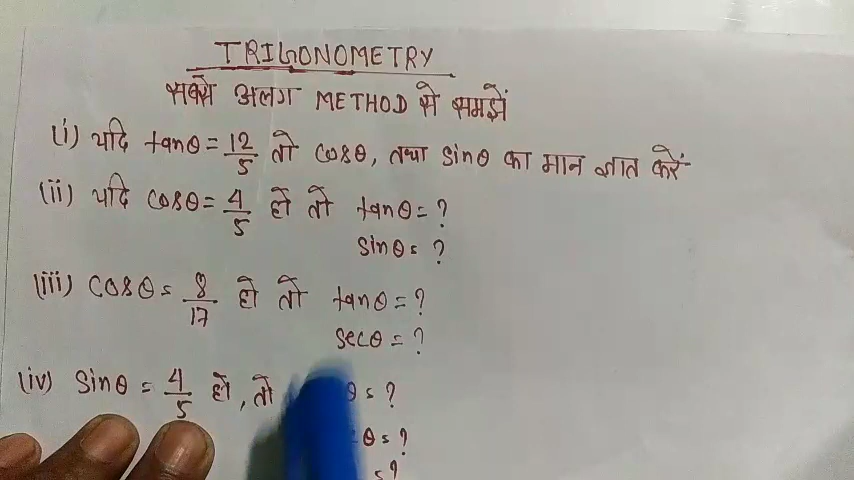 TRIGONOMETRY
सबसे अलग METHOD से समझें
(i) यदि tanθ = 12/5 तो cosθ, तथा sinθ का मान ज्ञात करें
(ii) यदि cosθ = 4/5 हो तो tanθ = ?
sinθ = ?
(iii) cosθ = 8/17 हो तो tanθ = ?
secθ = ?
(iv) sinθ = 4/5 हो, तो θ = ?
θ = ?
= ?